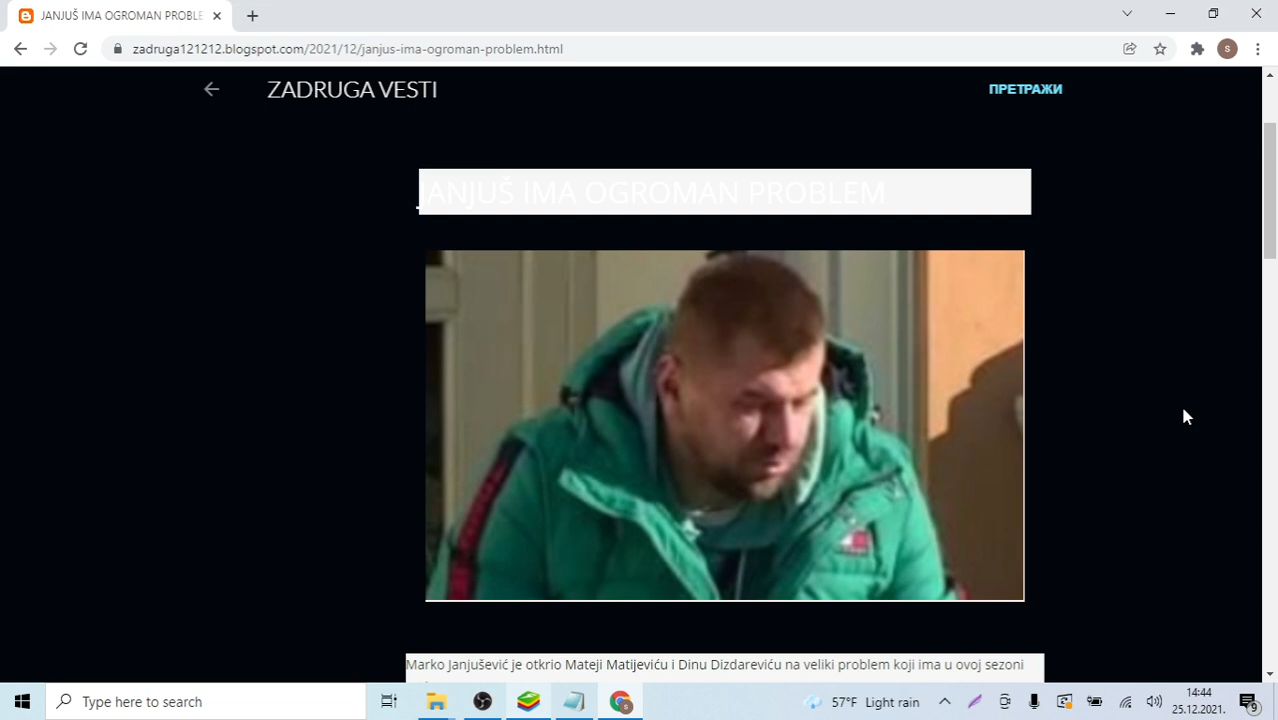 JANJUŠ IMA OGROMAN PROBLE
zadruga121212.blogspot.com/2021/12/janjus-ima-ogroman-problem.html
S
ZADRUGA VESTI
ПРЕТРАЖИ
JANJUŠ IMA OGROMAN PROBLEM
Marko Janjušević je otkrio Mateji Matijeviću i Dinu Dizdareviću na veliki problem koji ima u ovoj sezoni
Type here to search
57°F Light rain
14:44
25.12.2021.
9